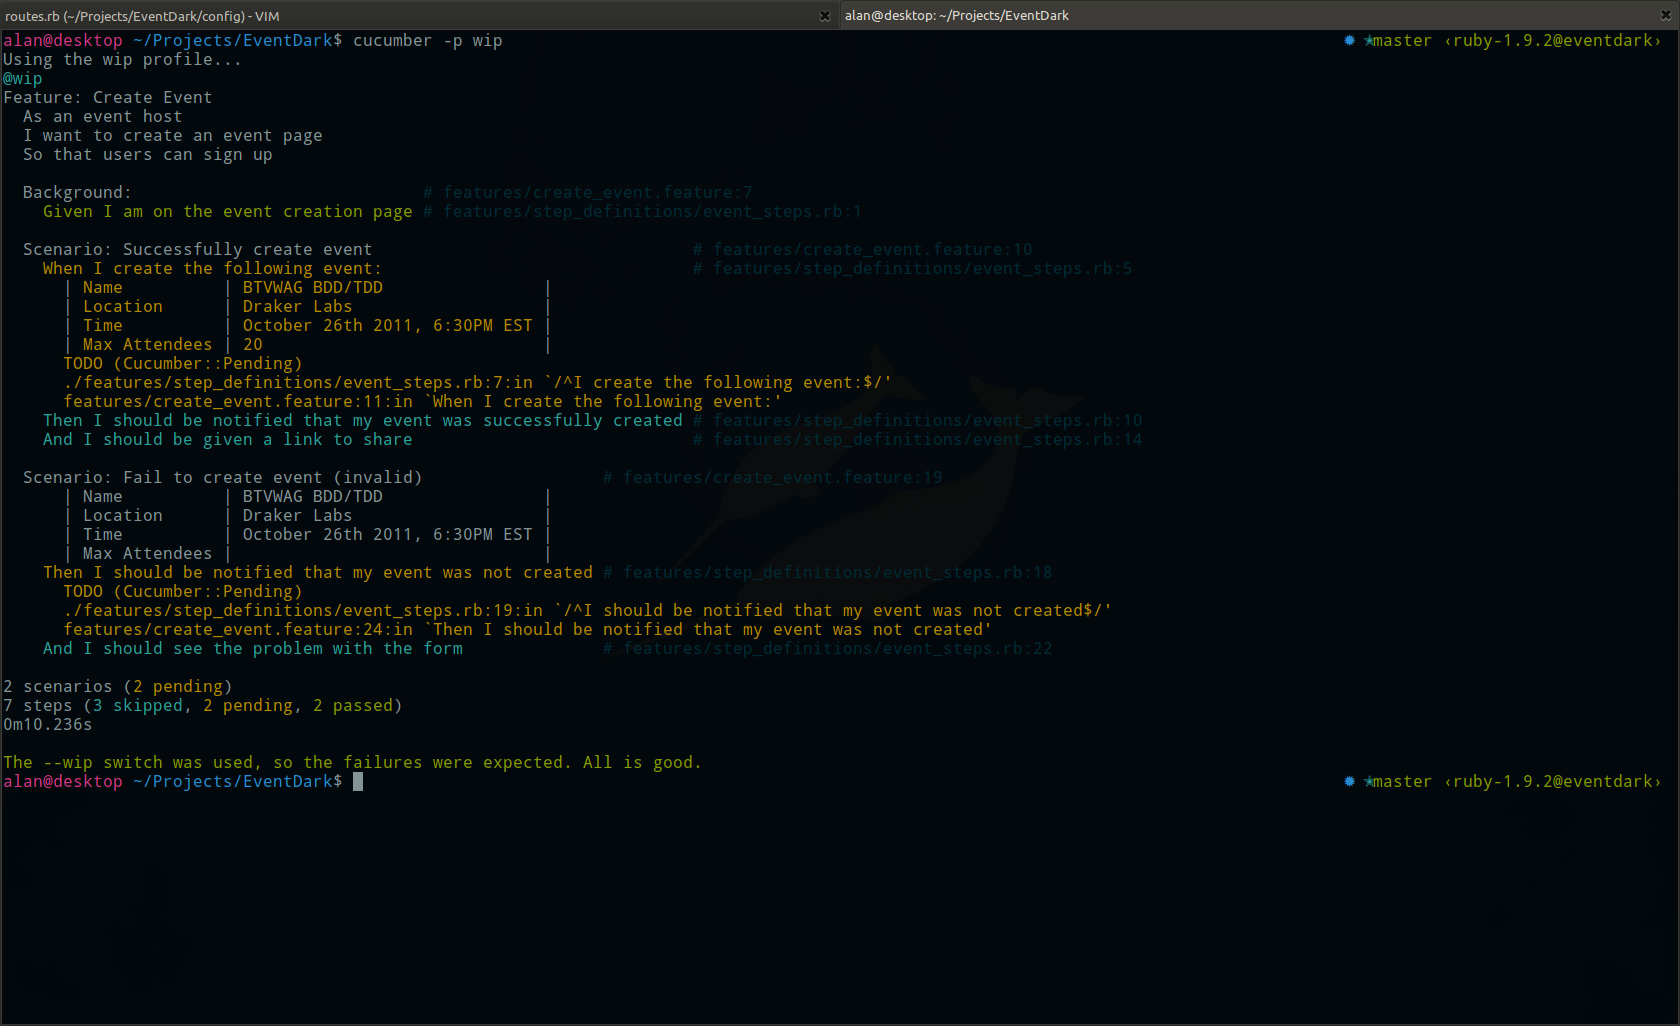 routes.rb (~/Projects/EventDark/config) - VIM
alan@desktop: ~/Projects/EventDark
alan@desktop ~/Projects/EventDark$ cucumber -p wip master ‹ruby-1.9.2@eventdark›
Using the wip profile...
@wip
Feature: Create Event
  As an event host
  I want to create an event page
  So that users can sign up
  Background: # features/create_event.feature:7
    Given I am on the event creation page # features/step_definitions/event_steps.rb:1
  Scenario: Successfully create event # features/create_event.feature:10
    When I create the following event: # features/step_definitions/event_steps.rb:5
      | Name          | BTVWAG BDD/TDD                |
      | Location      | Draker Labs                   |
      | Time          | October 26th 2011, 6:30PM EST |
      | Max Attendees | 20                            |
      TODO (Cucumber::Pending)
      ./features/step_definitions/event_steps.rb:7:in `/^I create the following event:$/'
      features/create_event.feature:11:in `When I create the following event:'
    Then I should be notified that my event was successfully created # features/step_definitions/event_steps.rb:10
    And I should be given a link to share # features/step_definitions/event_steps.rb:14
  Scenario: Fail to create event (invalid) # features/create_event.feature:19
      | Name          | BTVWAG BDD/TDD                |
      | Location      | Draker Labs                   |
      | Time          | October 26th 2011, 6:30PM EST |
      | Max Attendees |                               |
    Then I should be notified that my event was not created # features/step_definitions/event_steps.rb:18
      TODO (Cucumber::Pending)
      ./features/step_definitions/event_steps.rb:19:in `/^I should be notified that my event was not created$/'
      features/create_event.feature:24:in `Then I should be notified that my event was not created'
    And I should see the problem with the form # features/step_definitions/event_steps.rb:22
2 scenarios (2 pending)
7 steps (3 skipped, 2 pending, 2 passed)
0m10.236s
The --wip switch was used, so the failures were expected. All is good.
alan@desktop ~/Projects/EventDark$ master ‹ruby-1.9.2@eventdark›